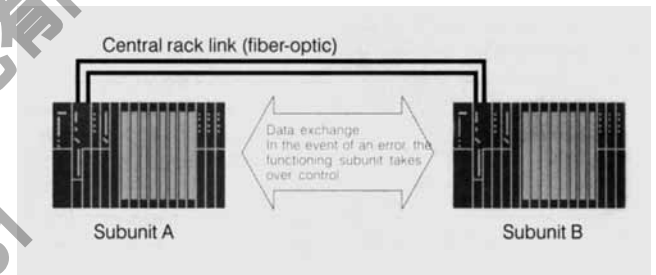 Central rack link (fiber-optic)
Data exchange
In the event of an error, the
functioning subunit takes
over control
Subunit A
Subunit B